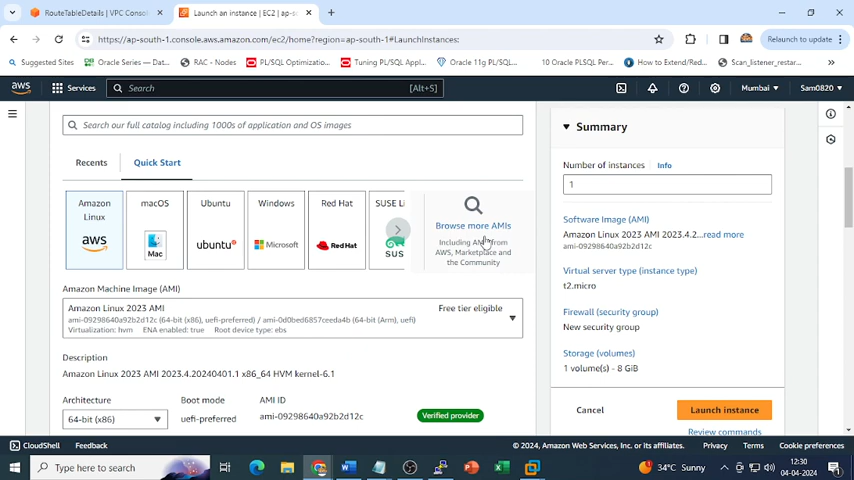 RouteTableDetails | VPC Consol
Launch an instance | EC2 | ap-s
https://ap-south-1.console.aws.amazon.com/ec2/home?region=ap-south-1#LaunchInstances:
Relaunch to update
Suggested Sites
Oracle Series -- Det...
RAC - Nodes
PL/SQL Optimizatio...
Tuning PL/SQL Appl...
Oracle 11g PL/SQL...
10 Oracle PLSQL Per...
How to Extend/Red...
Scan_listener_restar...
aws
Services
Search
[Alt+S]
Mumbai
Sam0820
Search our full catalog including 1000s of application and OS images
Recents
Quick Start
Amazon
Linux
aws
macOS
Mac
Ubuntu
ubuntu
Windows
Microsoft
Red Hat
Red Hat
SUSE Li
SUS
Browse more AMIs
Including AMIs from
AWS, Marketplace and
the Community
Amazon Machine Image (AMI)
Amazon Linux 2023 AMI
Free tier eligible
ami-09298640a92b2d12c (64-bit (x86), uefi-preferred) / ami-0d0bed6857ceeda4b (64-bit (Arm), uefi)
Virtualization: hvm ENA enabled: true Root device type: ebs
Description
Amazon Linux 2023 AMI 2023.4.20240401.1 x86_64 HVM kernel-6.1
Architecture
Boot mode
AMI ID
64-bit (x86)
uefi-preferred
ami-09298640a92b2d12c
Verified provider
Summary
Number of instances
Info
1
Software Image (AMI)
Amazon Linux 2023 AMI 2023.4.2...read more
ami-09298640a92b2d12c
Virtual server type (instance type)
t2.micro
Firewall (security group)
New security group
Storage (volumes)
1 volume(s) - 8 GiB
Cancel
Launch instance
Review commands
CloudShell
Feedback
© 2024, Amazon Web Services, Inc. or its affiliates.
Privacy
Terms
Cookie preferences
Type here to search
34°C Sunny
12:30
04-04-2024